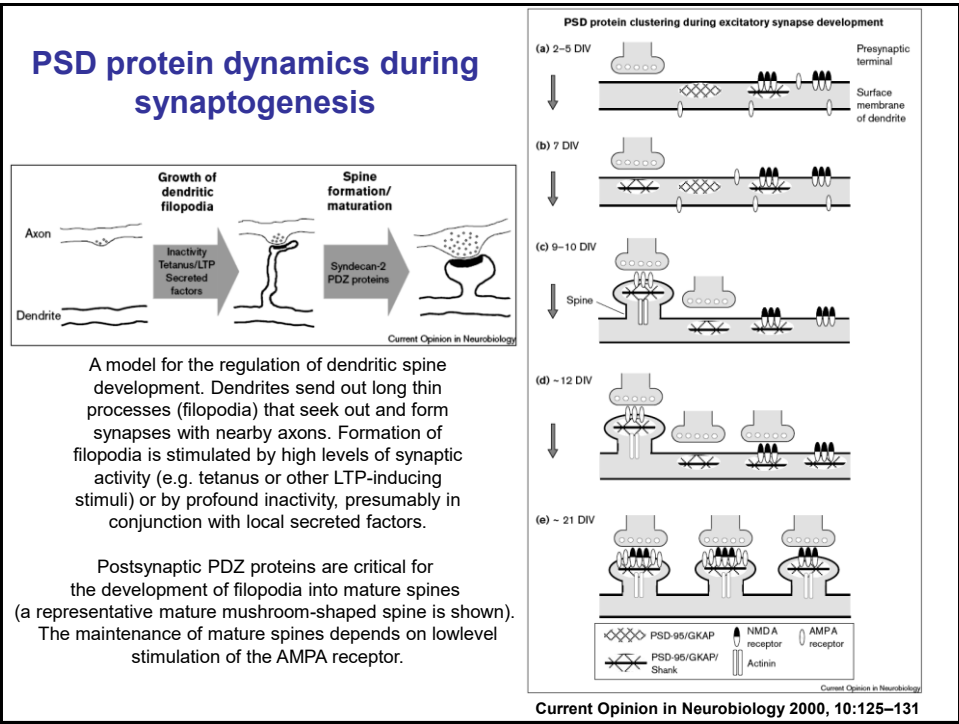 PSD protein dynamics during
synaptogenesis
Growth of
dendritic
filopodia
Spine
formation/
maturation
Axon
Inactivity
Tetanus/LTP
Secreted
factors
Syndecan-2
PDZ proteins
Dendrite
Current Opinion in Neurobiology
A model for the regulation of dendritic spine
development. Dendrites send out long thin
processes (filopodia) that seek out and form
synapses with nearby axons. Formation of
filopodia is stimulated by high levels of synaptic
activity (e.g. tetanus or other LTP-inducing
stimuli) or by profound inactivity, presumably in
conjunction with local secreted factors.
Postsynaptic PDZ proteins are critical for
the development of filopodia into mature spines
(a representative mature mushroom-shaped spine is shown).
The maintenance of mature spines depends on lowlevel
stimulation of the AMPA receptor.
PSD protein clustering during excitatory synapse development
(a) 2–5 DIV
Presynaptic
terminal
Surface
membrane
of dendrite
(b) 7 DIV
(c) 9–10 DIV
Spine
(d) ~12 DIV
(e) ~ 21 DIV
PSD-95/GKAP
NMDA
receptor
AMPA
receptor
PSD-95/GKAP/
Shank
Actinin
Current Opinion in Neurobiology
Current Opinion in Neurobiology 2000, 10:125–131